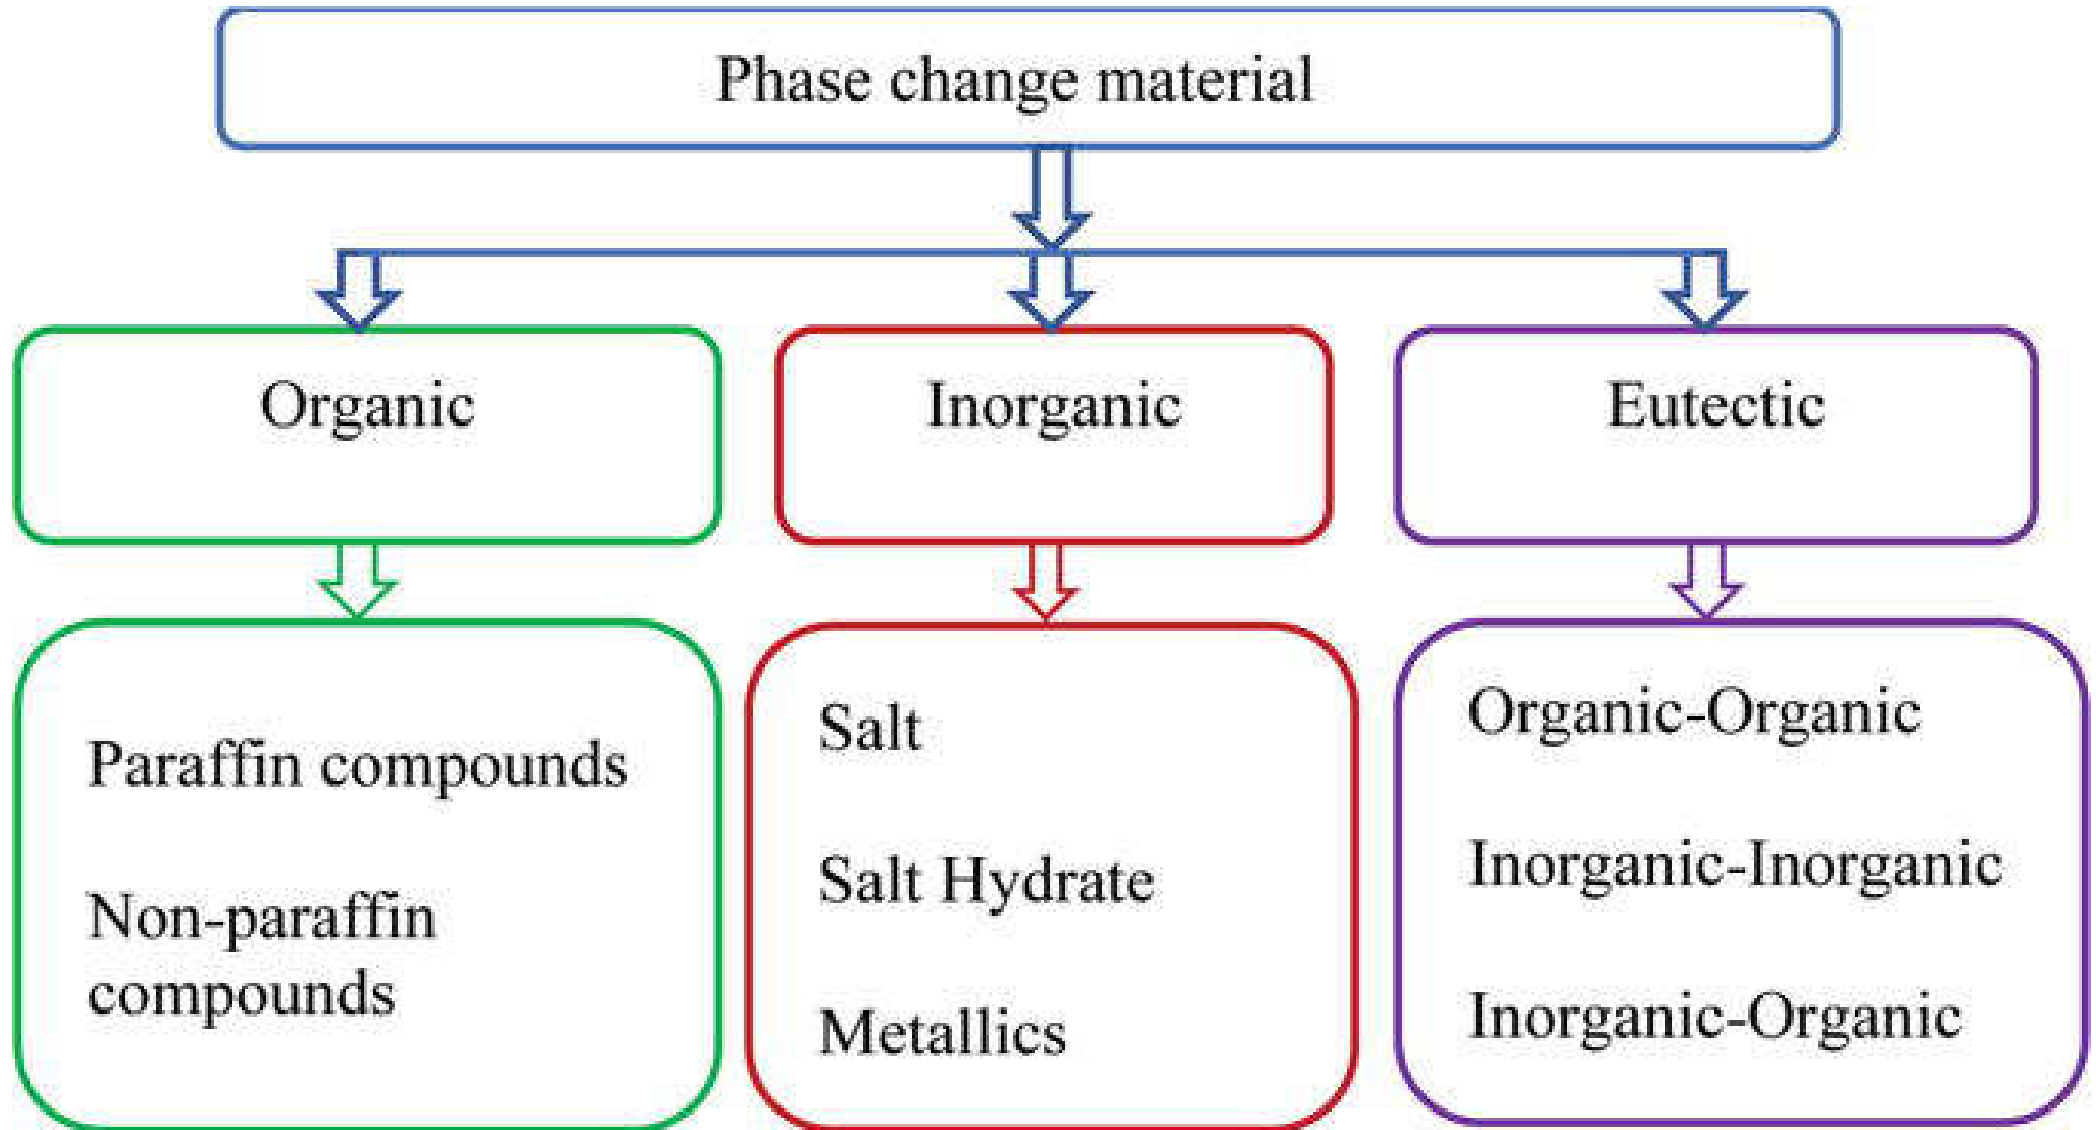 Phase change material
Organic
Inorganic
Eutectic
Paraffin compounds
Non-paraffin
compounds
Salt
Salt Hydrate
Metallics
Organic-Organic
Inorganic-Inorganic
Inorganic-Organic